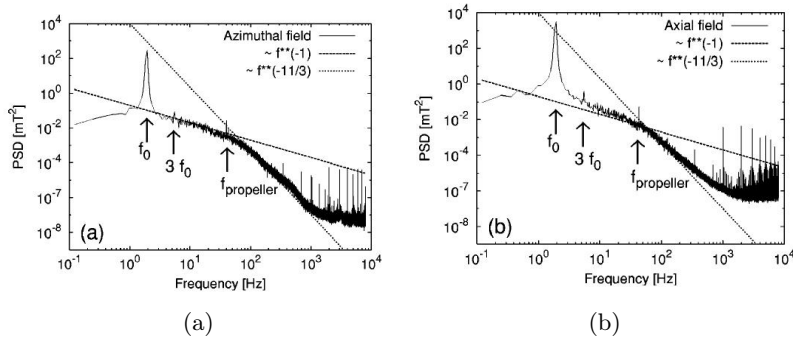 10^4
10^2
10^0
10^-2
10^-4
10^-6
10^-8
PSD [mT^2]
Azimuthal field
~ f**(-1)
~ f**(-11/3)
f_0
3 f_0
f_propeller
(a)
10^-1 10^0 10^1 10^2 10^3 10^4
Frequency [Hz]
(a)
10^4
10^2
10^0
10^-2
10^-4
10^-6
10^-8
PSD [mT^2]
Axial field
~ f**(-1)
~ f**(-11/3)
f_0
3 f_0
f_propeller
(b)
10^-1 10^0 10^1 10^2 10^3 10^4
Frequency [Hz]
(b)